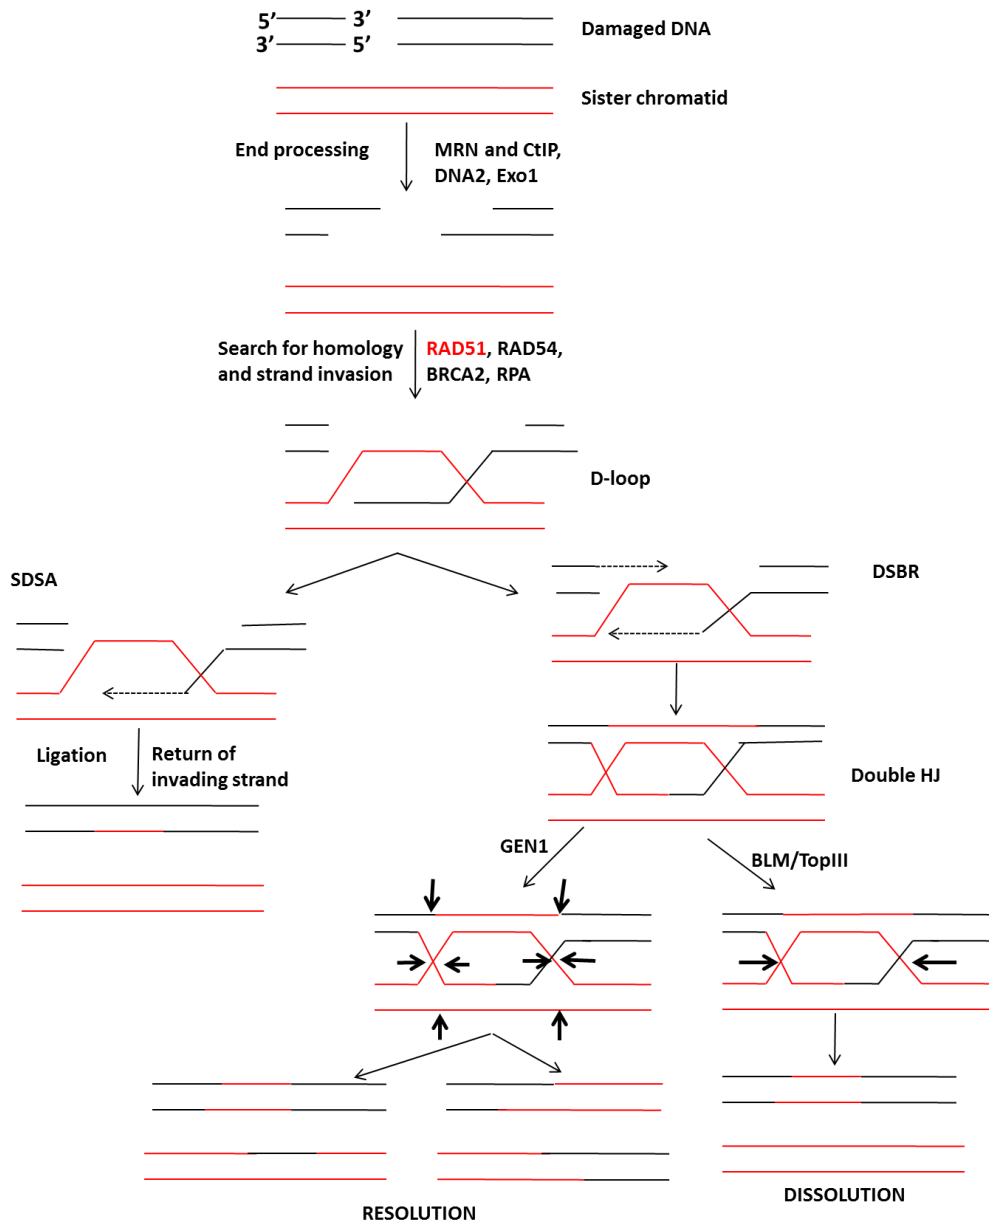 5’ 3’
3’ 5’
Damaged DNA
Sister chromatid
End processing
MRN and CtIP,
DNA2, Exo1
Search for homology
and strand invasion
RAD51, RAD54,
BRCA2, RPA
D-loop
SDSA
DSBR
Ligation
Return of
invading strand
Double HJ
GEN1
BLM/TopIII
RESOLUTION
DISSOLUTION